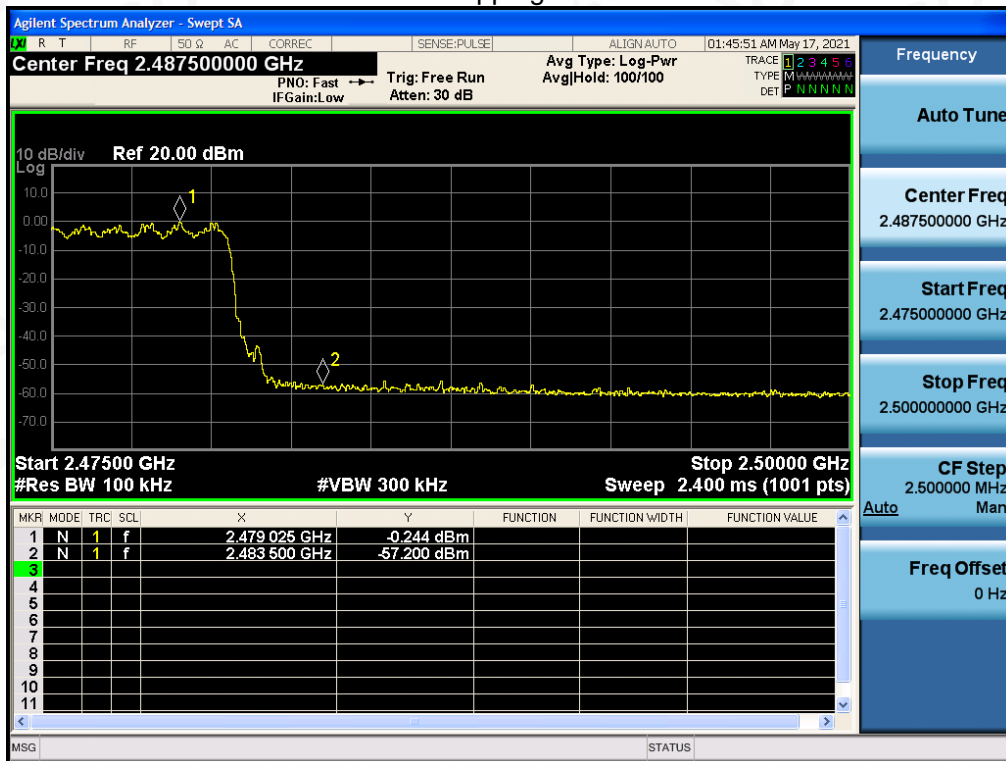 Agilent Spectrum Analyzer - Swept SA
LXI R T RF 50 Ω AC CORREC SENSE:PULSE ALIGN AUTO 01:45:51 AM May 17, 2021
Center Freq 2.487500000 GHz
PNO: Fast
IFGain:Low
Trig: Free Run
Atten: 30 dB
Avg Type: Log-Pwr
Avg|Hold: 100/100
TRACE 1 2 3 4 5 6
TYPE M WWWWW
DET P N N N N N
10 dB/div
Log
Ref 20.00 dBm
10.0
0.00
-10.0
-20.0
-30.0
-40.0
-50.0
-60.0
-70.0
1
2
Start 2.47500 GHz Stop 2.50000 GHz
#Res BW 100 kHz #VBW 300 kHz Sweep 2.400 ms (1001 pts)
MKR MODE TRC SCL X Y FUNCTION FUNCTION WIDTH FUNCTION VALUE
1 N 1 f 2.479 025 GHz -0.244 dBm
2 N 1 f 2.483 500 GHz -57.200 dBm
3
4
5
6
7
8
9
10
11
MSG STATUS
Frequency
Auto Tune
Center Freq
2.487500000 GHz
Start Freq
2.475000000 GHz
Stop Freq
2.500000000 GHz
CF Step
2.500000 MHz
Auto Man
Freq Offset
0 Hz